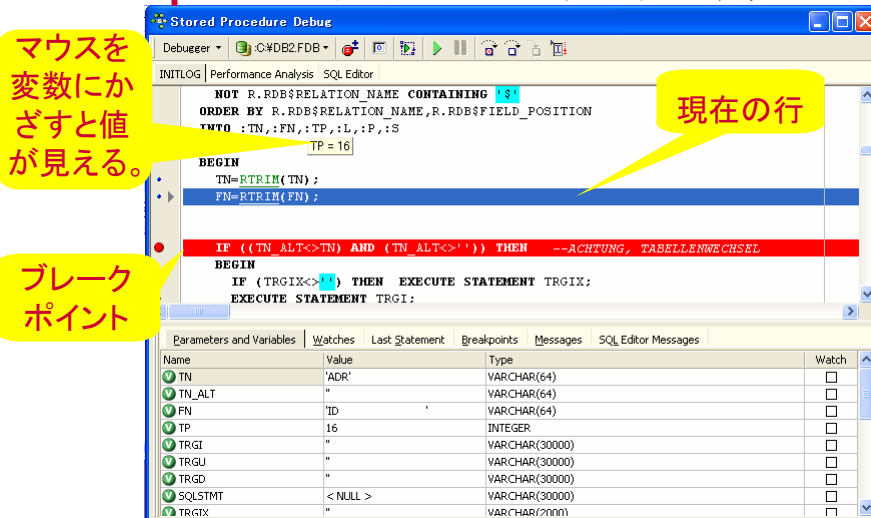 Stored Procedure Debug
Debugger
C:¥DB2.FDB
INITLOG Performance Analysis SQL Editor
NOT R.RDB$RELATION_NAME CONTAINING '$'
ORDER BY R.RDB$RELATION_NAME,R.RDB$FIELD_POSITION
INTO :TN,:FN,:TP,:L,:P,:S
TP = 16
BEGIN
TN=RTRIM(TN);
FN=RTRIM(FN);
IF ((TN_ALT<>TN) AND (TN_ALT<>'')) THEN --ACHTUNG, TABELLENWECHSEL
BEGIN
IF (TRGIX<>'') THEN EXECUTE STATEMENT TRGIX;
EXECUTE STATEMENT TRGI;
マウスを
変数にか
ざすと値
が見える。
現在の行
ブレーク
ポイント
Parameters and Variables Watches Last Statement Breakpoints Messages SQL Editor Messages
Name Value Type Watch
TN 'ADR' VARCHAR(64)
TN_ALT '' VARCHAR(64)
FN 'ID ' VARCHAR(64)
TP 16 INTEGER
TRGI '' VARCHAR(30000)
TRGU '' VARCHAR(30000)
TRGD '' VARCHAR(30000)
SQLSTMT < NULL > VARCHAR(30000)
TRGIX '' VARCHAR(2000)